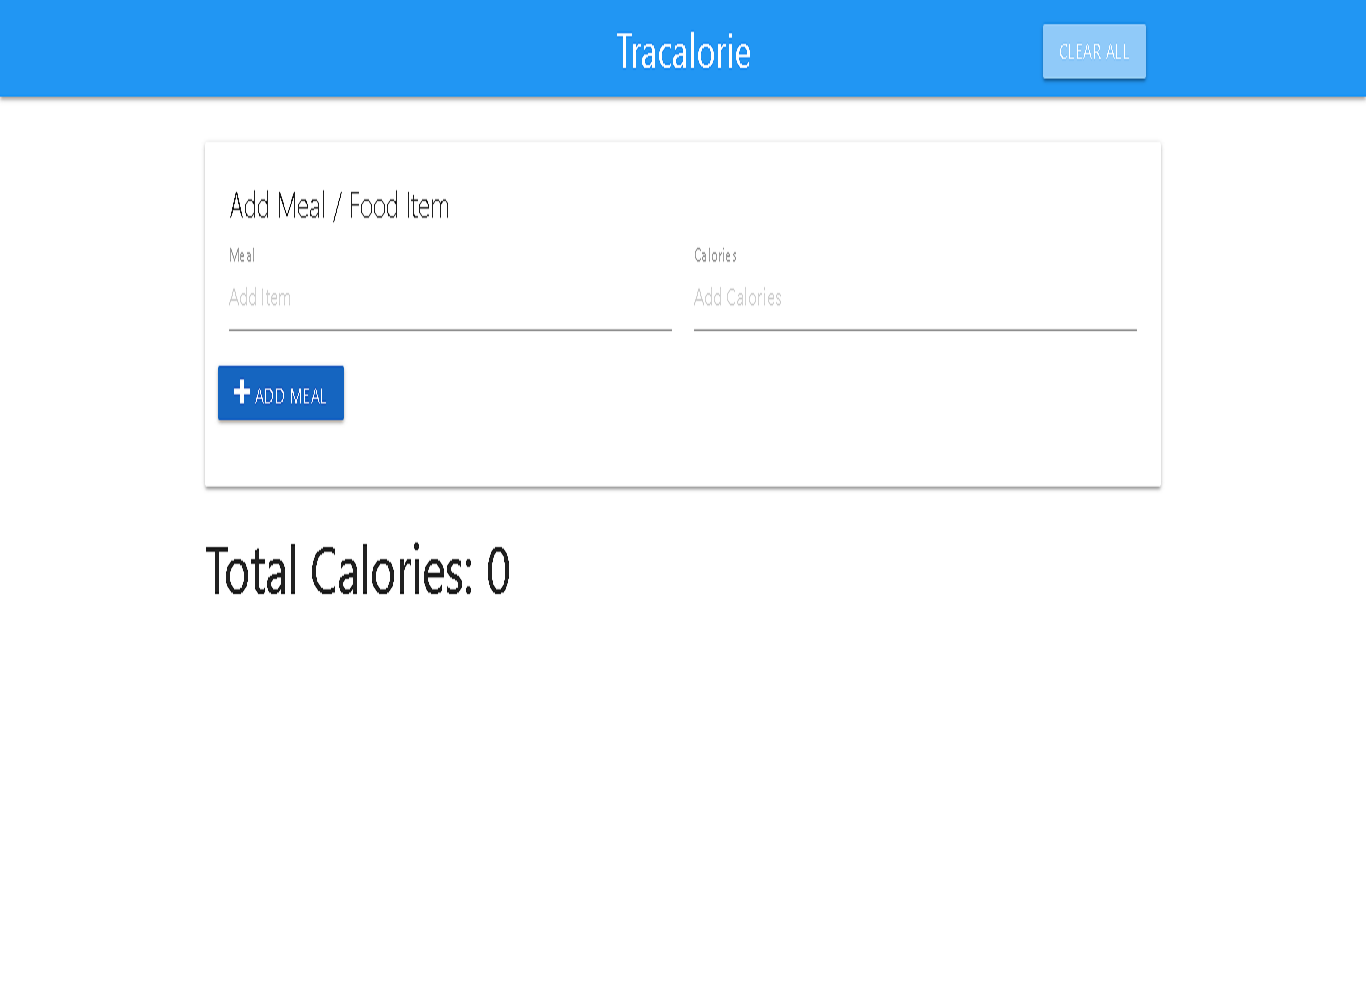 Tracalorie
CLEAR ALL
Add Meal / Food Item
Meal
Calories
Add Item
Add Calories
ADD MEAL
Total Calories: 0